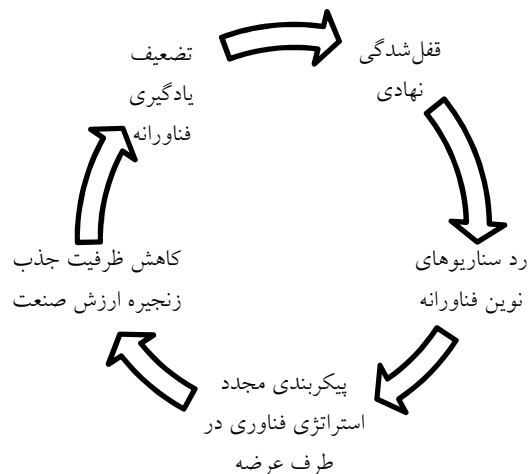 قفل‌شدگی
نهادی
رد سناریوهای
نوین فناورانه
پیکربندی مجدد
استراتژی فناوری در
طرف عرضه
کاهش ظرفیت جذب
زنجیره ارزش صنعت
تضعیف
یادگیری
فناورانه